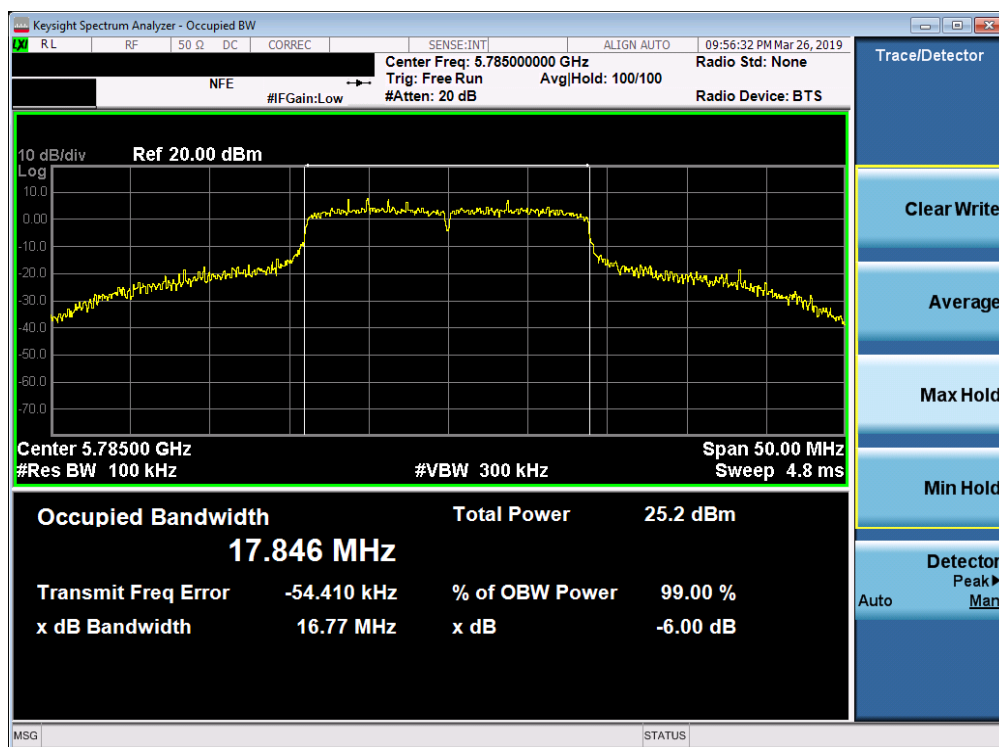 Keysight Spectrum Analyzer - Occupied BW
LXI RL RF 50 Ω DC CORREC SENSE:INT ALIGN AUTO 09:56:32 PM Mar 26, 2019
Center Freq: 5.785000000 GHz Radio Std: None
NFE Trig: Free Run Avg|Hold: 100/100
#IFGain:Low #Atten: 20 dB Radio Device: BTS
Trace/Detector
10 dB/div Ref 20.00 dBm
Log
10.0
0.00
-10.0
-20.0
-30.0
-40.0
-50.0
-60.0
-70.0
Center 5.78500 GHz Span 50.00 MHz
#Res BW 100 kHz #VBW 300 kHz Sweep 4.8 ms
Occupied Bandwidth Total Power 25.2 dBm
17.846 MHz
Transmit Freq Error -54.410 kHz % of OBW Power 99.00 %
x dB Bandwidth 16.77 MHz x dB -6.00 dB
Clear Write
Average
Max Hold
Min Hold
Detector
Peak▶
Auto Man
MSG STATUS